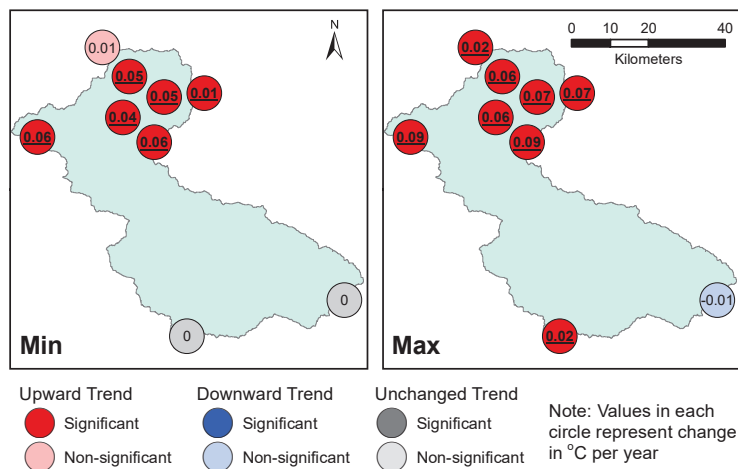 0.01
0.05
0.05
0.01
0.04
0.06
0.06
0
0
N
Min
0.02
0.06
0.07
0.07
0.06
0.09
0.09
-0.01
0.02
0 10 20 40
Kilometers
Max
Upward Trend
Significant
Non-significant
Downward Trend
Significant
Non-significant
Unchanged Trend
Significant
Non-significant
Note: Values in each
circle represent change
in °C per year